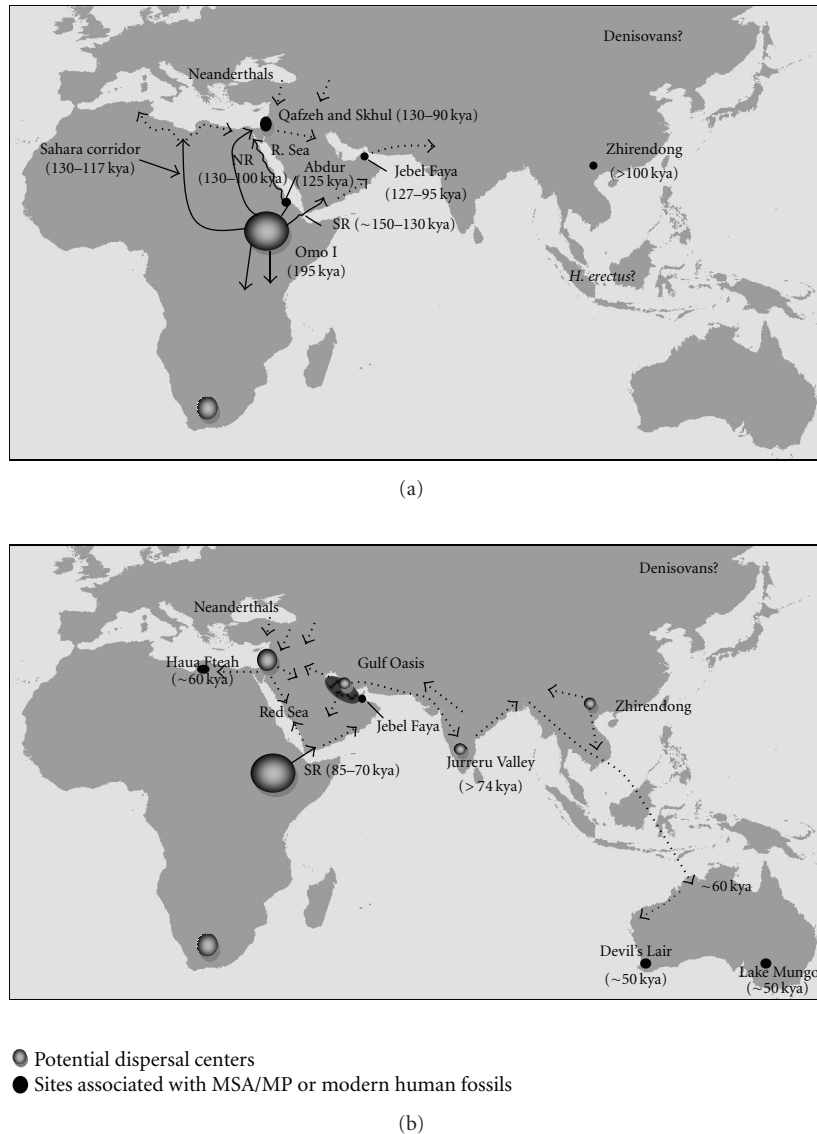 Denisovans?
Neanderthals
Qafzeh and Skhul (130–90 kya)
Sahara corridor
(130–117 kya)
R. Sea
NR
(130–100 kya)
Abdur
(125 kya)
Jebel Faya
(127–95 kya)
Zhirendong
(>100 kya)
SR (∼150–130 kya)
Omo I
(195 kya)
H. erectus?
(a)
Denisovans?
Neanderthals
Haua Fteah
(∼60 kya)
Gulf Oasis
Red Sea
Jebel Faya
Zhirendong
SR (85–70 kya)
Jurreru Valley
(> 74 kya)
∼60 kya
Devil's Lair
(∼50 kya)
Lake Mungo
(∼50 kya)
Potential dispersal centers
Sites associated with MSA/MP or modern human fossils
(b)